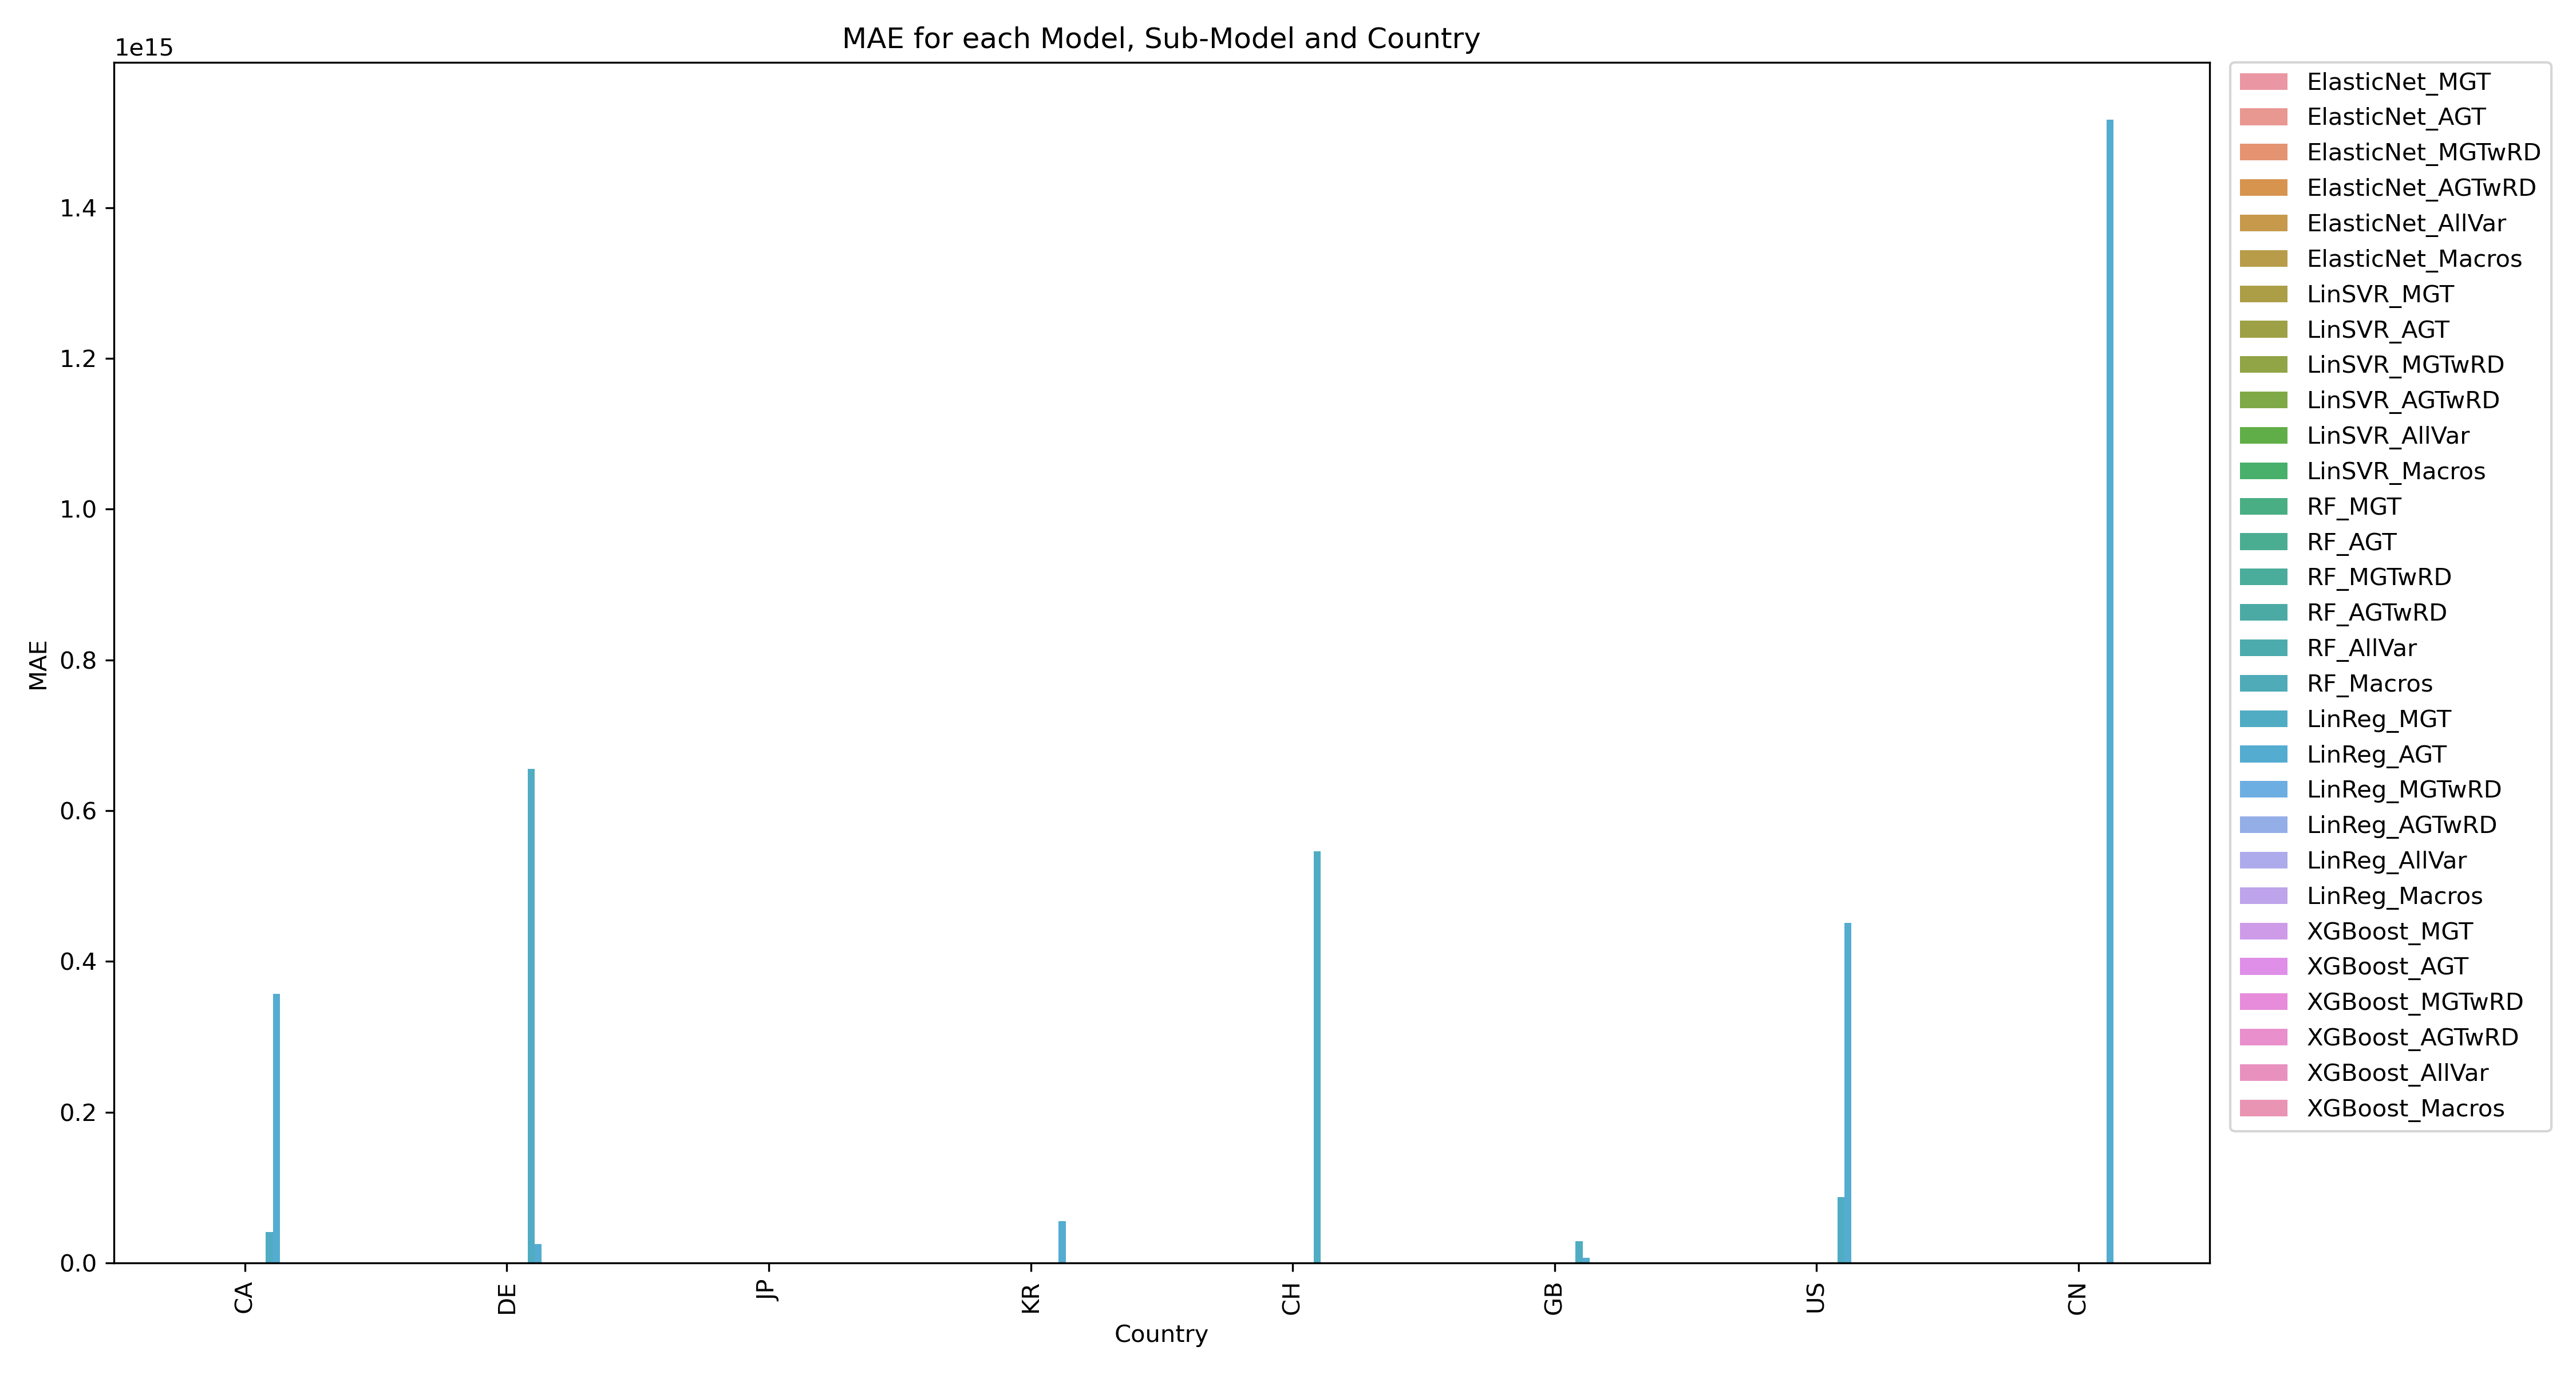 MAE for each Model, Sub-Model and Country
1e15
1.4
1.2
1.0
0.8
0.6
0.4
0.2
0.0
MAE
CA
DE
JP
KR
CH
GB
US
CN
Country
ElasticNet_MGT
ElasticNet_AGT
ElasticNet_MGTwRD
ElasticNet_AGTwRD
ElasticNet_AllVar
ElasticNet_Macros
LinSVR_MGT
LinSVR_AGT
LinSVR_MGTwRD
LinSVR_AGTwRD
LinSVR_AllVar
LinSVR_Macros
RF_MGT
RF_AGT
RF_MGTwRD
RF_AGTwRD
RF_AllVar
RF_Macros
LinReg_MGT
LinReg_AGT
LinReg_MGTwRD
LinReg_AGTwRD
LinReg_AllVar
LinReg_Macros
XGBoost_MGT
XGBoost_AGT
XGBoost_MGTwRD
XGBoost_AGTwRD
XGBoost_AllVar
XGBoost_Macros